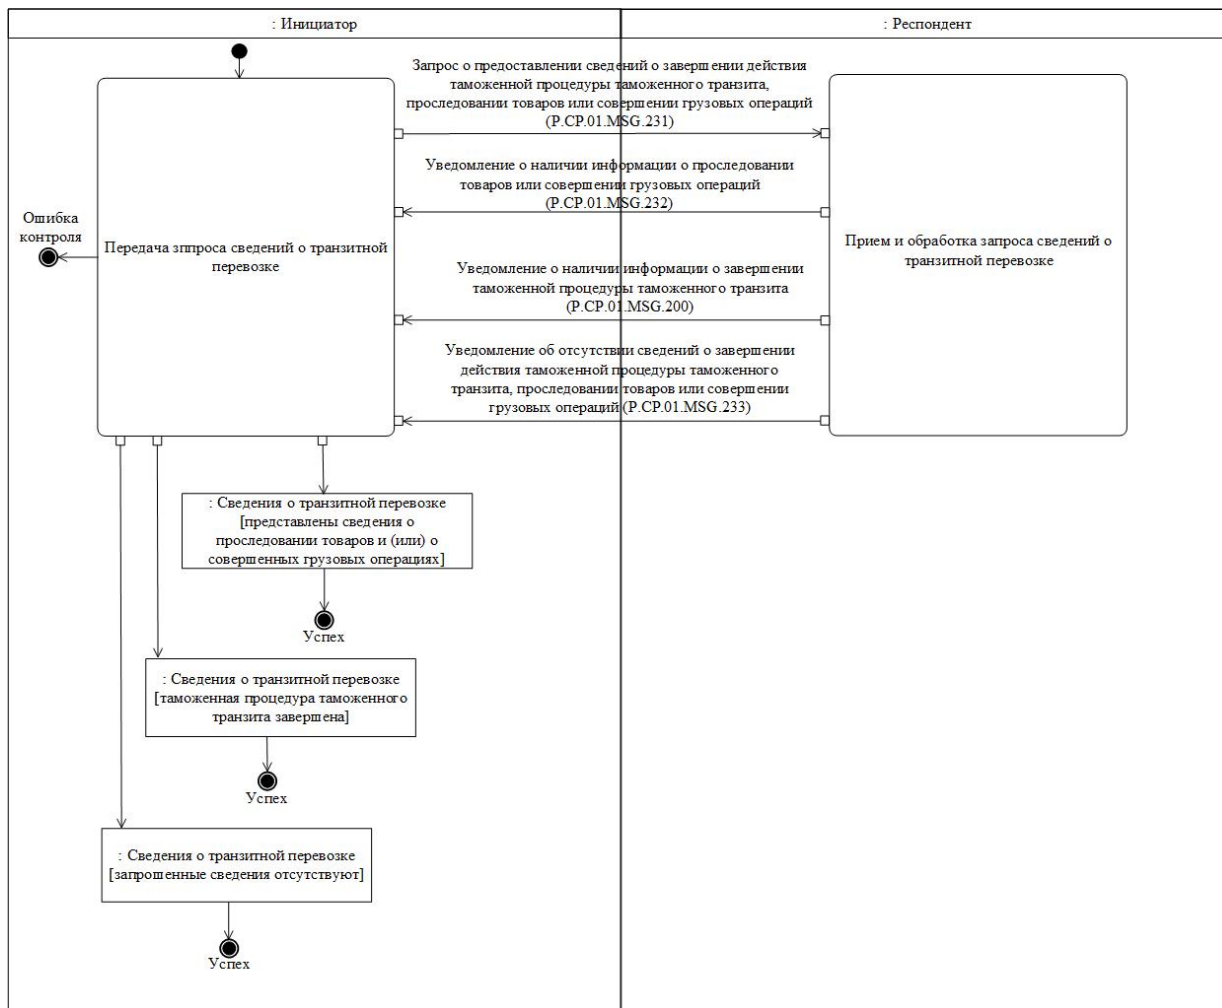 : Инициатор
: Респондент
Запрос о предоставлении сведений о завершении действия
таможенной процедуры таможенного транзита,
проследовании товаров или совершении грузовых операций
(P.CP.01.MSG.231)
Уведомление о наличии информации о проследовании
товаров или совершении грузовых операций
(P.CP.01.MSG.232)
Ошибка
контроля
Передача зппроса сведений о транзитной
перевозке
Прием и обработка запроса сведений о
транзитной перевозке
Уведомление о наличии информации о завершении
таможенной процедуры таможенного транзита
(P.CP.01.MSG.200)
Уведомление об отсутствии сведений о завершении
действия таможенной процедуры таможенного
транзита, проследовании товаров или совершении
грузовых операций (P.CP.01.MSG.233)
: Сведения о транзитной перевозке
[представлены сведения о
проследовании товаров и (или) о
совершенных грузовых операциях]
Успех
: Сведения о транзитной перевозке
[таможенная процедура таможенного
транзита завершена]
Успех
: Сведения о транзитной перевозке
[запрошенные сведения отсутствуют]
Успех